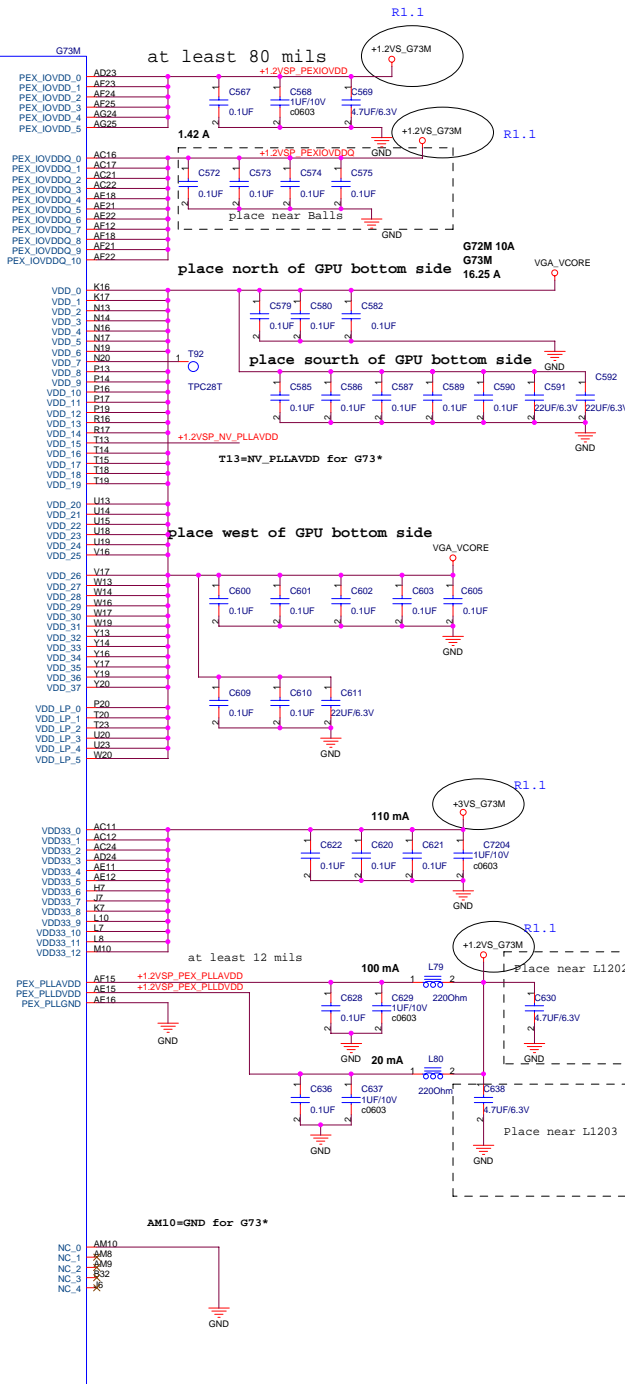 R1.1
G73M
at least 80 mils
+1.2VS_G73M
+1.2VSP_PEXIOVDD
PEX_IOVDD_0 AD23
PEX_IOVDD_1 AF23
PEX_IOVDD_2 AF24
PEX_IOVDD_3 AF25
PEX_IOVDD_4 AG24
PEX_IOVDD_5 AG25
C567 0.1UF
C568 1UF/10V c0603
C569 4.7UF/6.3V
GND
1.42 A
+1.2VS_G73M
R1.1
+1.2VSP_PEXIOVDDQ
PEX_IOVDDQ_0 AC16
PEX_IOVDDQ_1 AC17
PEX_IOVDDQ_2 AC21
PEX_IOVDDQ_3 AC22
PEX_IOVDDQ_4 AE18
PEX_IOVDDQ_5 AE21
PEX_IOVDDQ_6 AE22
PEX_IOVDDQ_7 AF12
PEX_IOVDDQ_8 AF18
PEX_IOVDDQ_9 AF21
PEX_IOVDDQ_10 AF22
C572 0.1UF
C573 0.1UF
C574 0.1UF
C575 0.1UF
place near Balls
GND
G72M 10A
G73M
16.25 A
VGA_VCORE
place north of GPU bottom side
VDD_0 K16
VDD_1 K17
VDD_2 N13
VDD_3 N14
VDD_4 N16
VDD_5 N17
VDD_6 N19
VDD_7 N20
VDD_8 P13
VDD_9 P14
VDD_10 P16
VDD_11 P17
VDD_12 P19
VDD_13 R16
VDD_14 R17
VDD_15 T13
VDD_16 T14
VDD_17 T15
VDD_18 T18
VDD_19 T19
C579 0.1UF
C580 0.1UF
C582 0.1UF
GND
1 T92
TPC28T
place sourth of GPU bottom side
C585 0.1UF
C586 0.1UF
C587 0.1UF
C589 0.1UF
C590 0.1UF
C591 22UF/6.3V
C592 22UF/6.3V
GND
+1.2VSP_NV_PLLAVDD
T13=NV_PLLAVDD for G73*
VDD_20 U13
VDD_21 U14
VDD_22 U15
VDD_23 U18
VDD_24 U19
VDD_25 V16
place west of GPU bottom side
VGA_VCORE
VDD_26 V17
VDD_27 W13
VDD_28 W14
VDD_29 W16
VDD_30 W17
VDD_31 W19
VDD_32 Y13
VDD_33 Y14
VDD_34 Y16
VDD_35 Y17
VDD_36 Y19
VDD_37 Y20
C600 0.1UF
C601 0.1UF
C602 0.1UF
C603 0.1UF
C605 0.1UF
GND
C609 0.1UF
C610 0.1UF
C611 22UF/6.3V
GND
VDD_LP_0 P20
VDD_LP_1 T20
VDD_LP_2 T23
VDD_LP_3 U20
VDD_LP_4 U23
VDD_LP_5 W20
R1.1
+3VS_G73M
110 mA
VDD33_0 AC11
VDD33_1 AC12
VDD33_2 AC24
VDD33_3 AD24
VDD33_4 AE11
VDD33_5 AE12
VDD33_6 H7
VDD33_7 J7
VDD33_8 K7
VDD33_9 L10
VDD33_10 L7
VDD33_11 L8
VDD33_12 M10
C622 0.1UF
C620 0.1UF
C621 0.1UF
C7204 1UF/10V c0603
GND
R1.1
+1.2VS_G73M
at least 12 mils
100 mA
Place near L1202
PEX_PLLAVDD AF15 +1.2VSP_PEX_PLLAVDD
PEX_PLLDVDD AE15 +1.2VSP_PEX_PLLDVDD
PEX_PLLGND AE16
GND
L79
1 2
220Ohm
C628 0.1UF
C629 1UF/10V c0603
GND
C630 4.7UF/6.3V
GND
20 mA
L80
1 2
220Ohm
C636 0.1UF
C637 1UF/10V c0603
GND
C638 4.7UF/6.3V
GND
Place near L1203
AM10=GND for G73*
NC_0 AM10
NC_1 AM8
NC_2 AM9
NC_3 B32
NC_4 J6
GND